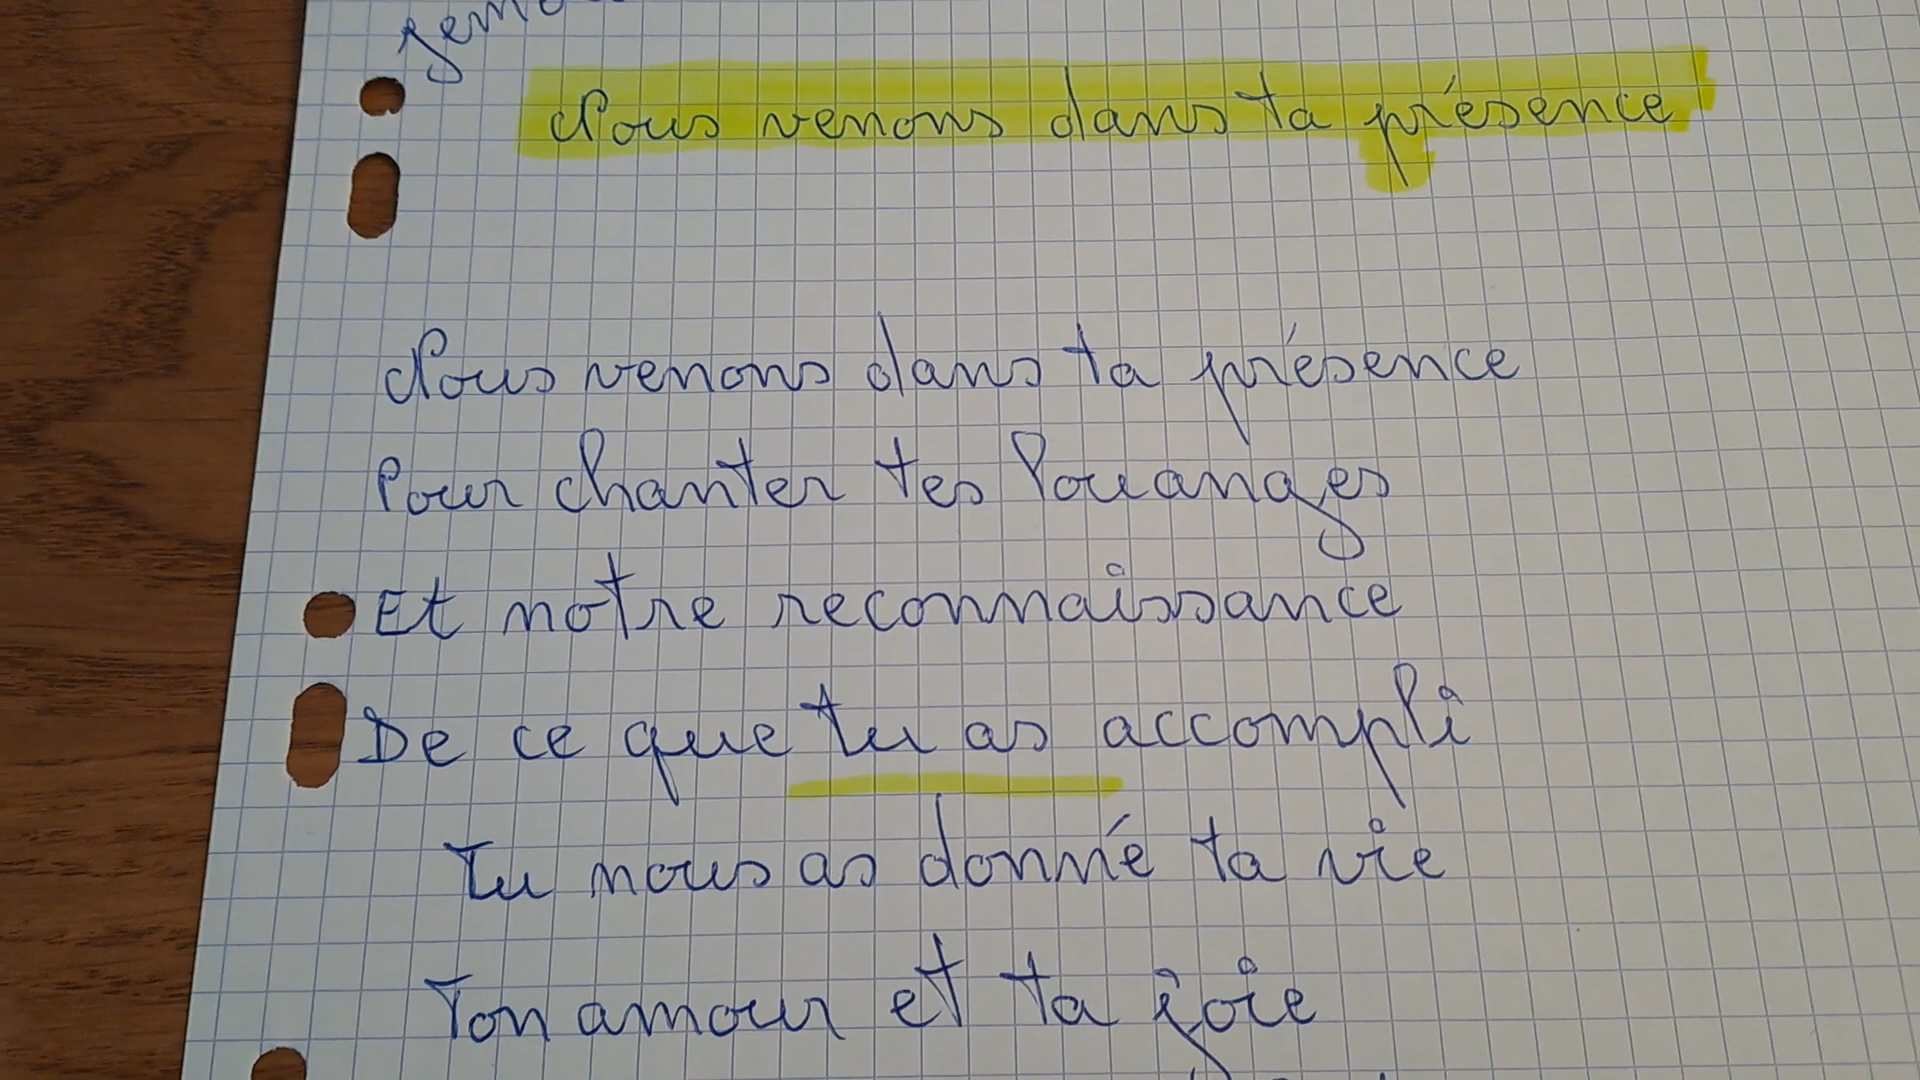 Nous venons dans ta présence
Nous venons dans ta présence
Pour chanter tes louanges
Et notre reconnaissance
De ce que tu as accompli
Tu nous as donné ta vie
Ton amour et ta joie